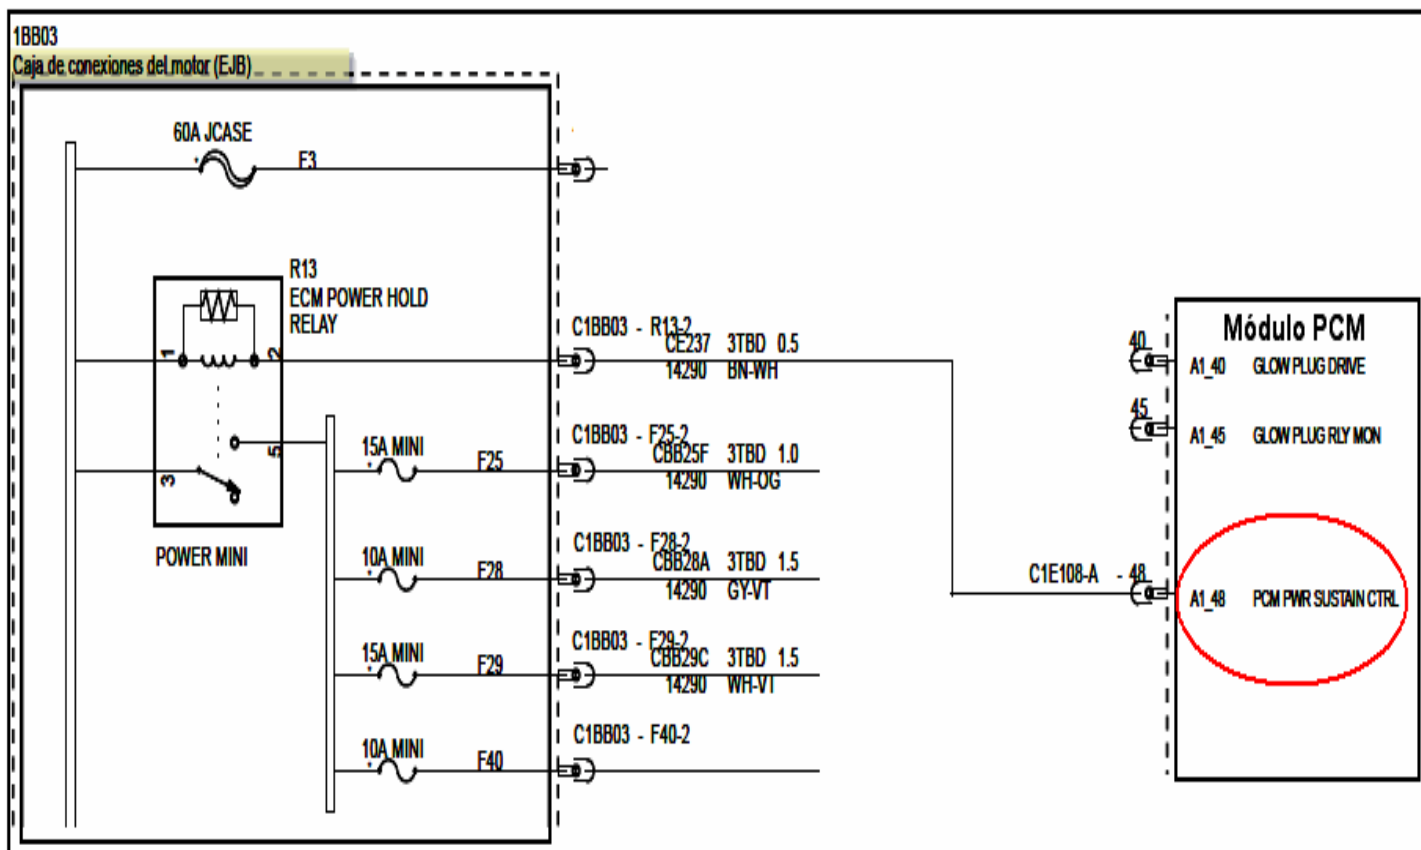 1BB03
Caja de conexiones del motor (EJB)
60A JCASE
F3
R13
ECM POWER HOLD
RELAY
1
2
3
5
POWER MINI
15A MINI
F25
10A MINI
F28
15A MINI
F29
10A MINI
F40
C1BB03 - R13-2
CE237 3TBD 0.5
14290 BN-WH
C1BB03 - F25-2
CBB25F 3TBD 1.0
14290 WH-OG
C1BB03 - F28-2
CBB28A 3TBD 1.5
14290 GY-VT
C1BB03 - F29-2
CBB29C 3TBD 1.5
14290 WH-VT
C1BB03 - F40-2
C1E108-A - 48
Módulo PCM
40
A1_40 GLOW PLUG DRIVE
45
A1_45 GLOW PLUG RLY MON
A1_48 PCM PWR SUSTAIN CTRL